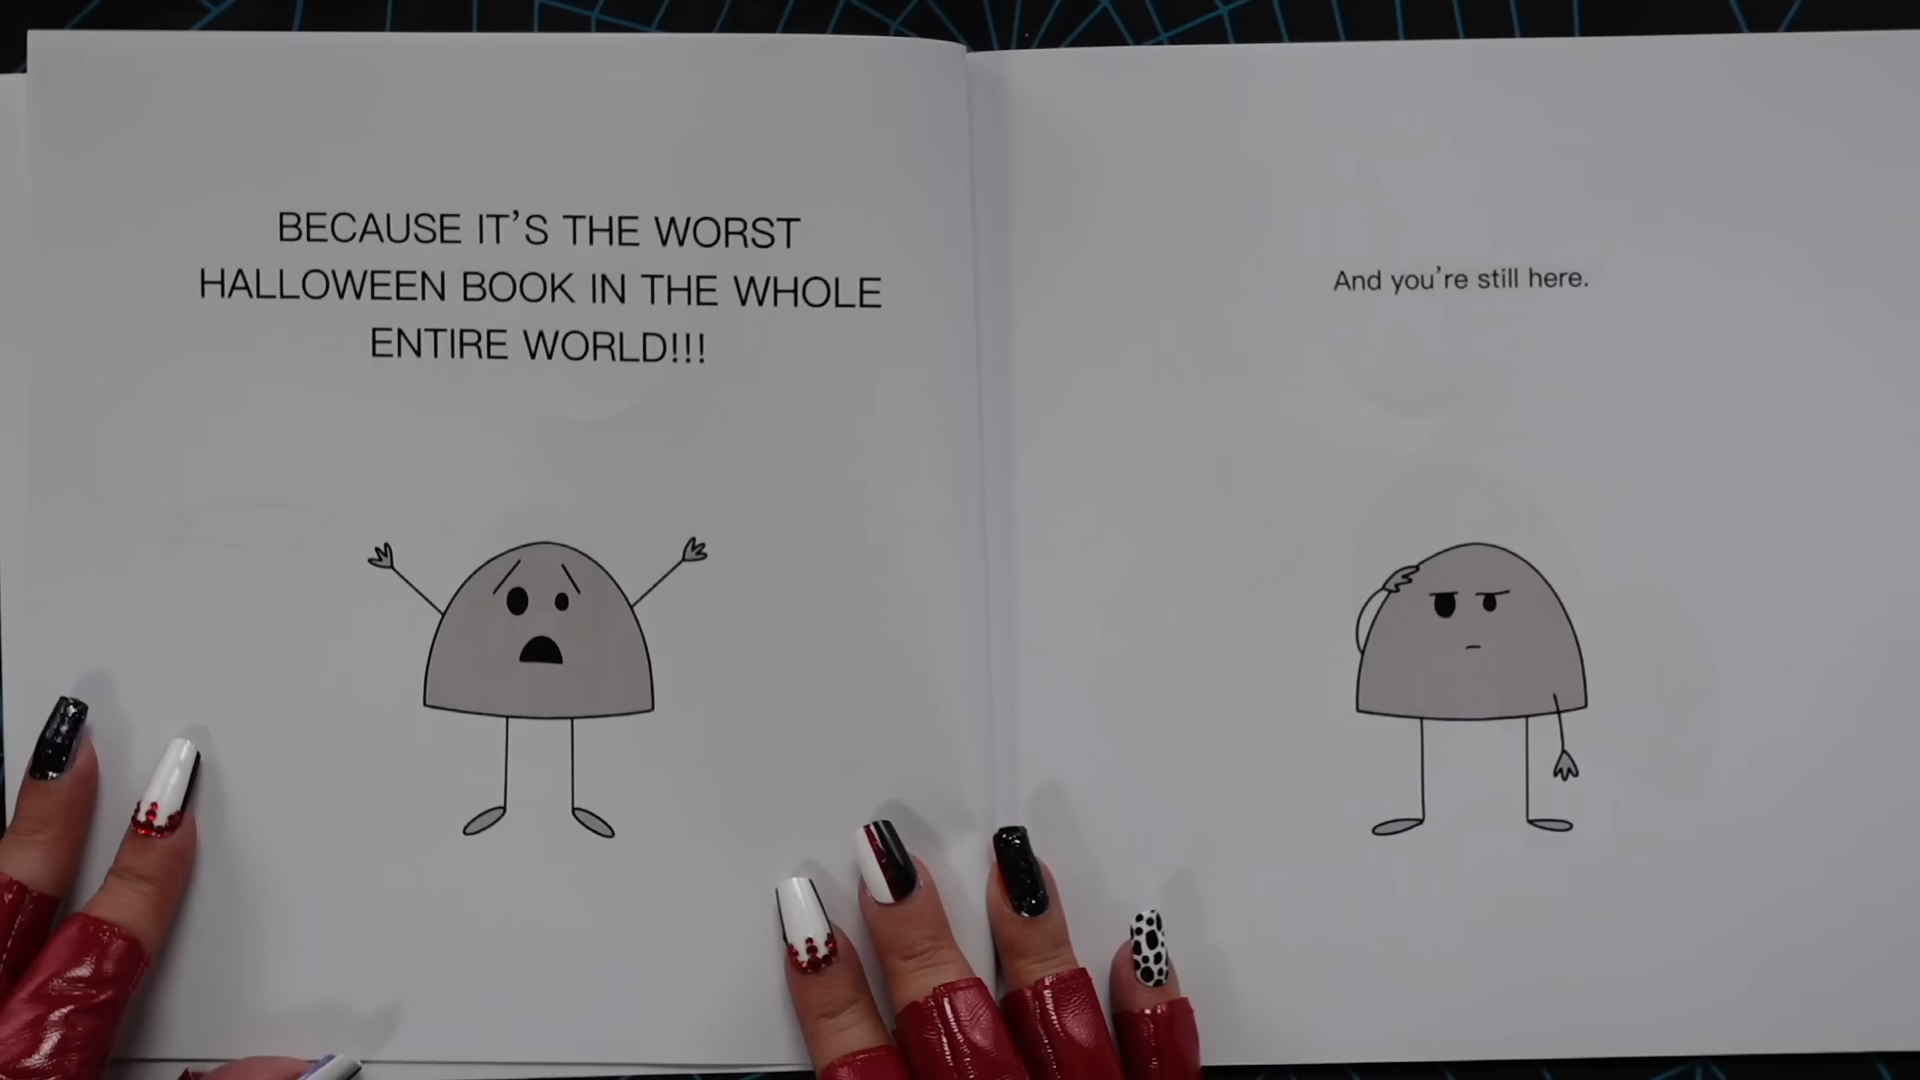 BECAUSE IT'S THE WORST
HALLOWEEN BOOK IN THE WHOLE
ENTIRE WORLD!!!
And you're still here.